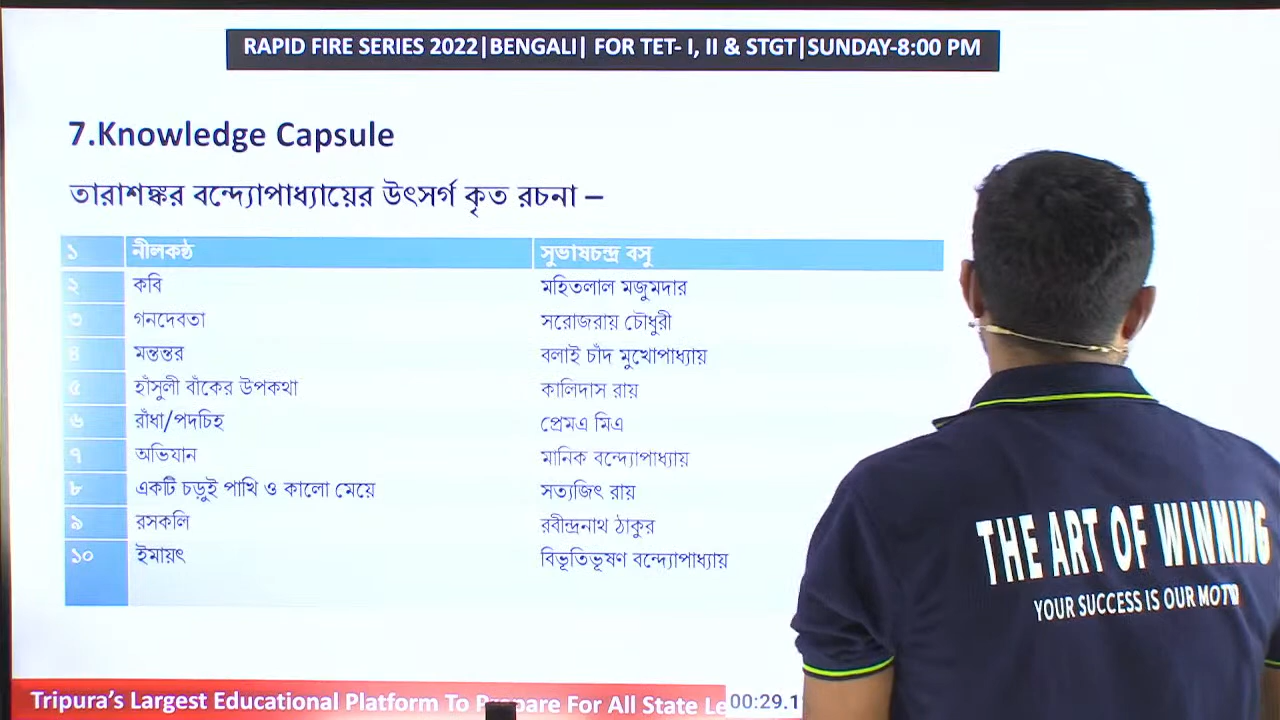 RAPID FIRE SERIES 2022|BENGALI| FOR TET- I, II & STGT|SUNDAY-8:00 PM
7.Knowledge Capsule
তারাশঙ্কর বন্দ্যোপাধ্যায়ের উৎসর্গ কৃত রচনা –
১ নীলকণ্ঠ সুভাষচন্দ্র বসু
২ কবি মহিতলাল মজুমদার
৩ গনদেবতা সরোজরায় চৌধুরী
৪ মন্তন্তর বলাই চাঁদ মুখোপাধ্যায়
৫ হাঁসুলী বাঁকের উপকথা কালিদাস রায়
৬ রাঁধা/পদচিহ প্রেমএ মিএ
৭ অভিযান মানিক বন্দ্যোপাধ্যায়
৮ একটি চড়ুই পাখি ও কালো মেয়ে সত্যজিৎ রায়
৯ রসকলি রবীন্দ্রনাথ ঠাকুর
১০ ইমায়ৎ বিভূতিভূষণ বন্দ্যোপাধ্যায়
THE ART OF WINNING
YOUR SUCCESS IS OUR MOTTO
Tripura's Largest Educational Platform To Prepare For All State
00:29.1